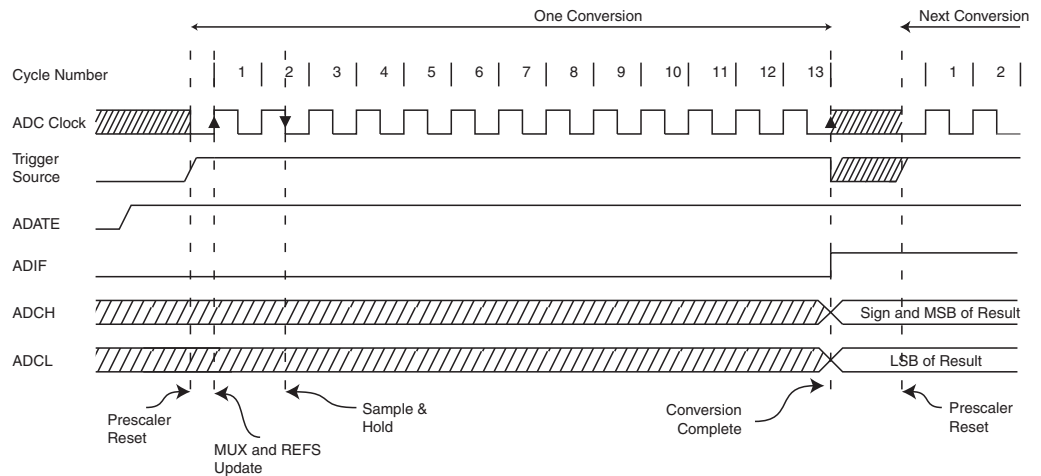 One Conversion
Next Conversion
Cycle Number
1 2 3 4 5 6 7 8 9 10 11 12 13 1 2
ADC Clock
Trigger
Source
ADATE
ADIF
ADCH
Sign and MSB of Result
ADCL
LSB of Result
Prescaler
Reset
MUX and REFS
Update
Sample &
Hold
Conversion
Complete
Prescaler
Reset